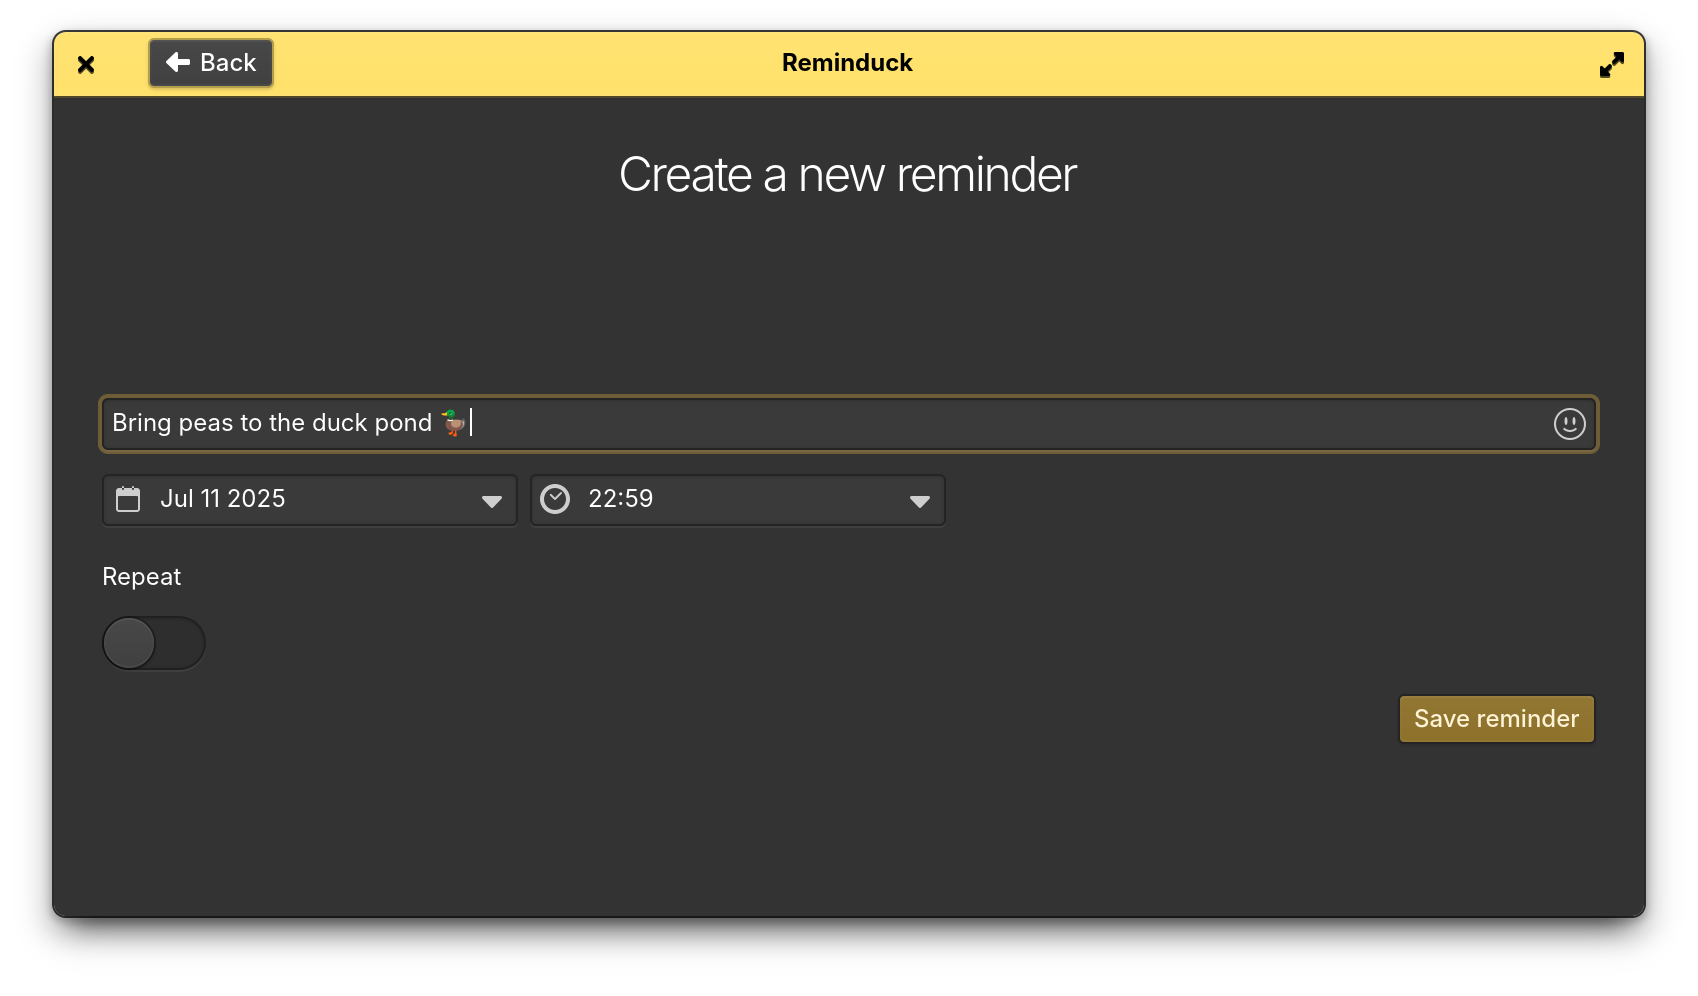 Back
Reminduck
Create a new reminder
Bring peas to the duck pond 🦆
Jul 11 2025
22:59
Repeat
Save reminder